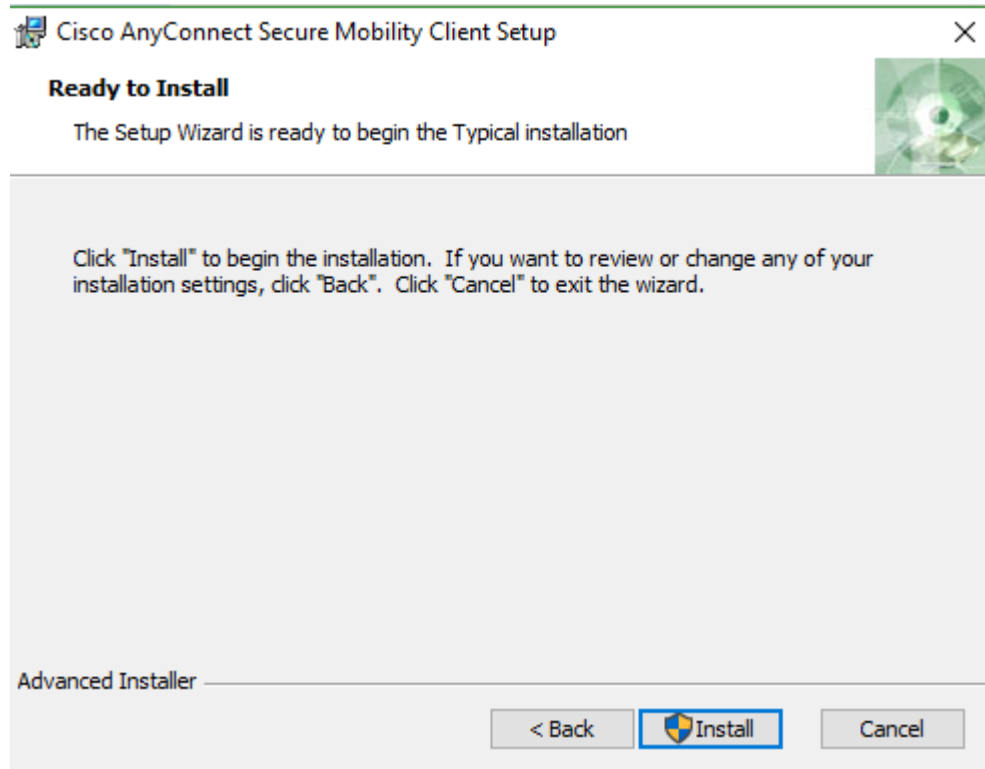 Cisco AnyConnect Secure Mobility Client Setup
Ready to Install
The Setup Wizard is ready to begin the Typical installation
Click "Install" to begin the installation.  If you want to review or change any of your
installation settings, click "Back".  Click "Cancel" to exit the wizard.
Advanced Installer
< Back
Install
Cancel